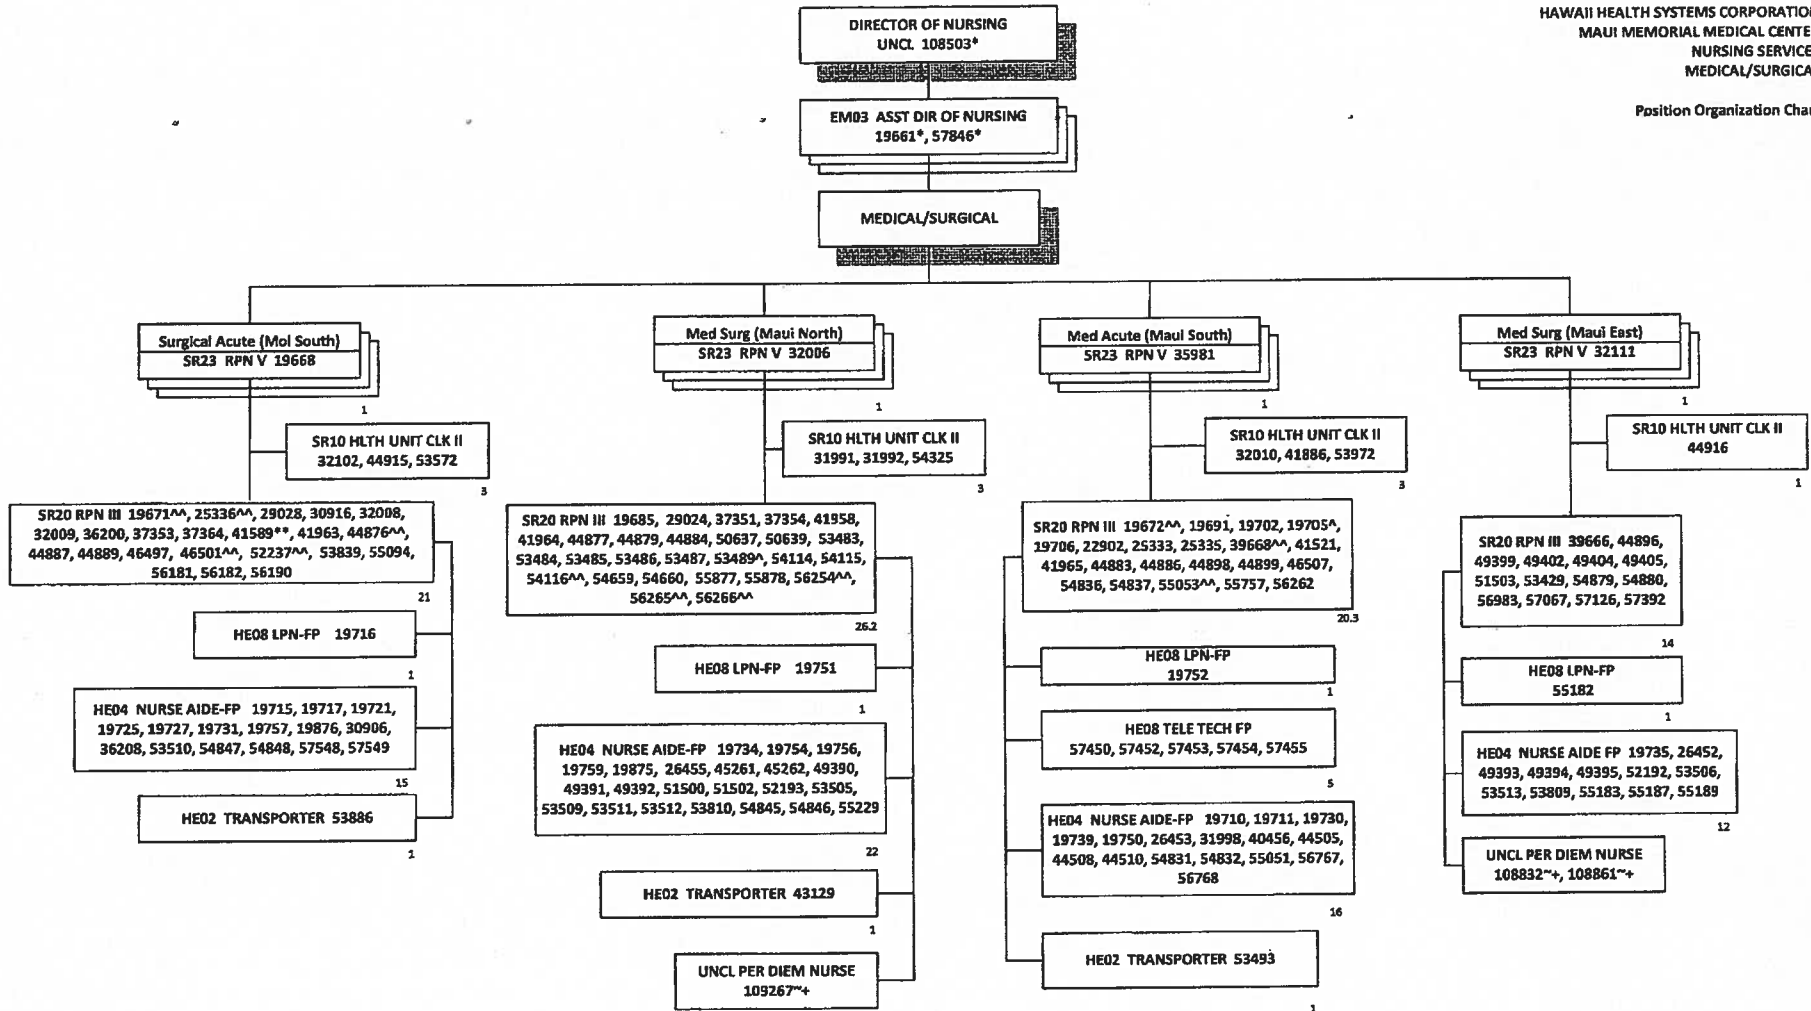 HAWAII HEALTH SYSTEMS CORPORATION
MAUI MEMORIAL MEDICAL CENTE
NURSING SERVICE
MEDICAL/SURGICA
Position Organization Char
DIRECTOR OF NURSING
UNCL 108503*
EM03 ASST DIR OF NURSING
19661*, 57846*
MEDICAL/SURGICAL
Surgical Acute (Mol South)
SR23 RPN V 19668
1
SR10 HLTH UNIT CLK II
32102, 44915, 53572
3
SR20 RPN III 19671^^, 25336^^, 29028, 30916, 32008,
32009, 36200, 37353, 37364, 41589**, 41963, 44876^^,
44887, 44889, 46497, 46501^^, 52237^^, 53839, 55094,
56181, 56182, 56190
21
HE08 LPN-FP 19716
1
HE04 NURSE AIDE-FP 19715, 19717, 19721,
19725, 19727, 19731, 19757, 19876, 30906,
36208, 53510, 54847, 54848, 57548, 57549
15
HE02 TRANSPORTER 53886
1
Med Surg (Maui North)
SR23 RPN V 32006
1
SR10 HLTH UNIT CLK II
31991, 31992, 54325
3
SR20 RPN III 19685, 29024, 37351, 37354, 41958,
41964, 44877, 44879, 44884, 50637, 50639, 53483,
53484, 53485, 53486, 53487, 53489^, 54114, 54115,
54116^^, 54659, 54660, 55877, 55878, 56254^^,
56265^^, 56266^^
26.2
HE08 LPN-FP 19751
1
HE04 NURSE AIDE-FP 19734, 19754, 19756,
19759, 19875, 26455, 45261, 45262, 49390,
49391, 49392, 51500, 51502, 52193, 53505,
53509, 53511, 53512, 53810, 54845, 54846, 55229
22
HE02 TRANSPORTER 43129
1
UNCL PER DIEM NURSE
109267~+
Med Acute (Maui South)
SR23 RPN V 35981
1
SR10 HLTH UNIT CLK II
32010, 41886, 53972
3
SR20 RPN III 19672^^, 19691, 19702, 19705^,
19706, 22902, 25333, 25335, 39668^^, 41521,
41965, 44883, 44886, 44898, 44899, 46507,
54836, 54837, 55053^^, 55757, 56262
20.3
HE08 LPN-FP
19752
1
HE08 TELE TECH FP
57450, 57452, 57453, 57454, 57455
5
HE04 NURSE AIDE-FP 19710, 19711, 19730,
19739, 19750, 26453, 31998, 40456, 44505,
44508, 44510, 54831, 54832, 55051, 56767,
56768
16
HE02 TRANSPORTER 53493
1
Med Surg (Maui East)
SR23 RPN V 32111
1
SR10 HLTH UNIT CLK II
44916
1
SR20 RPN III 39666, 44896,
49399, 49402, 49404, 49405,
51503, 53429, 54879, 54880,
56983, 57067, 57126, 57392
14
HE08 LPN-FP
55182
1
HE04 NURSE AIDE FP 19735, 26452,
49393, 49394, 49395, 52192, 53506,
53513, 53809, 55183, 55187, 55189
12
UNCL PER DIEM NURSE
108832~+, 108861~+